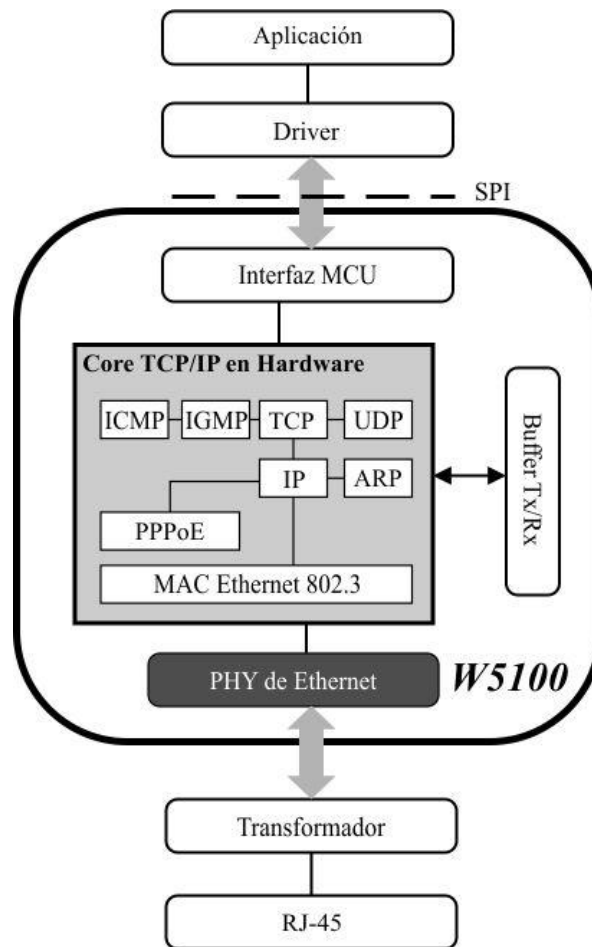 Aplicación
Driver
SPI
Interfaz MCU
Core TCP/IP en Hardware
ICMP
IGMP
TCP
UDP
IP
ARP
PPPoE
MAC Ethernet 802.3
Buffer Tx/Rx
PHY de Ethernet
W5100
Transformador
RJ-45